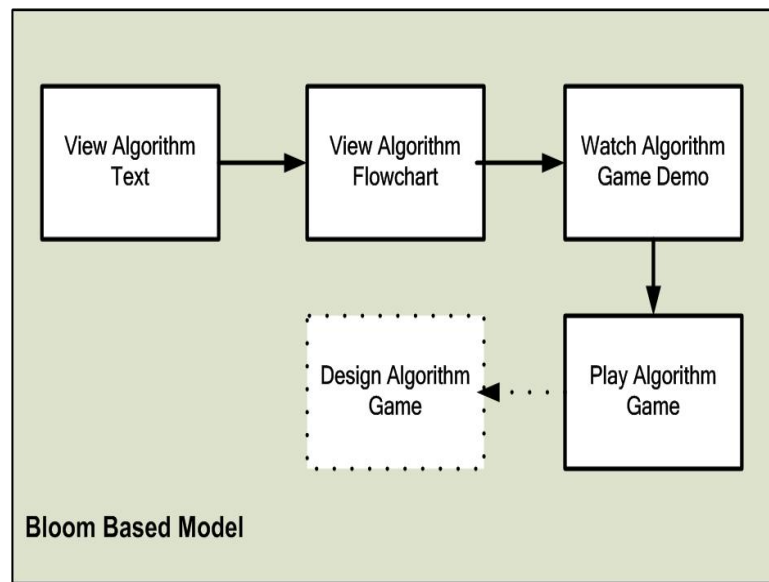 View Algorithm
Text
View Algorithm
Flowchart
Watch Algorithm
Game Demo
Design Algorithm
Game
Play Algorithm
Game
Bloom Based Model